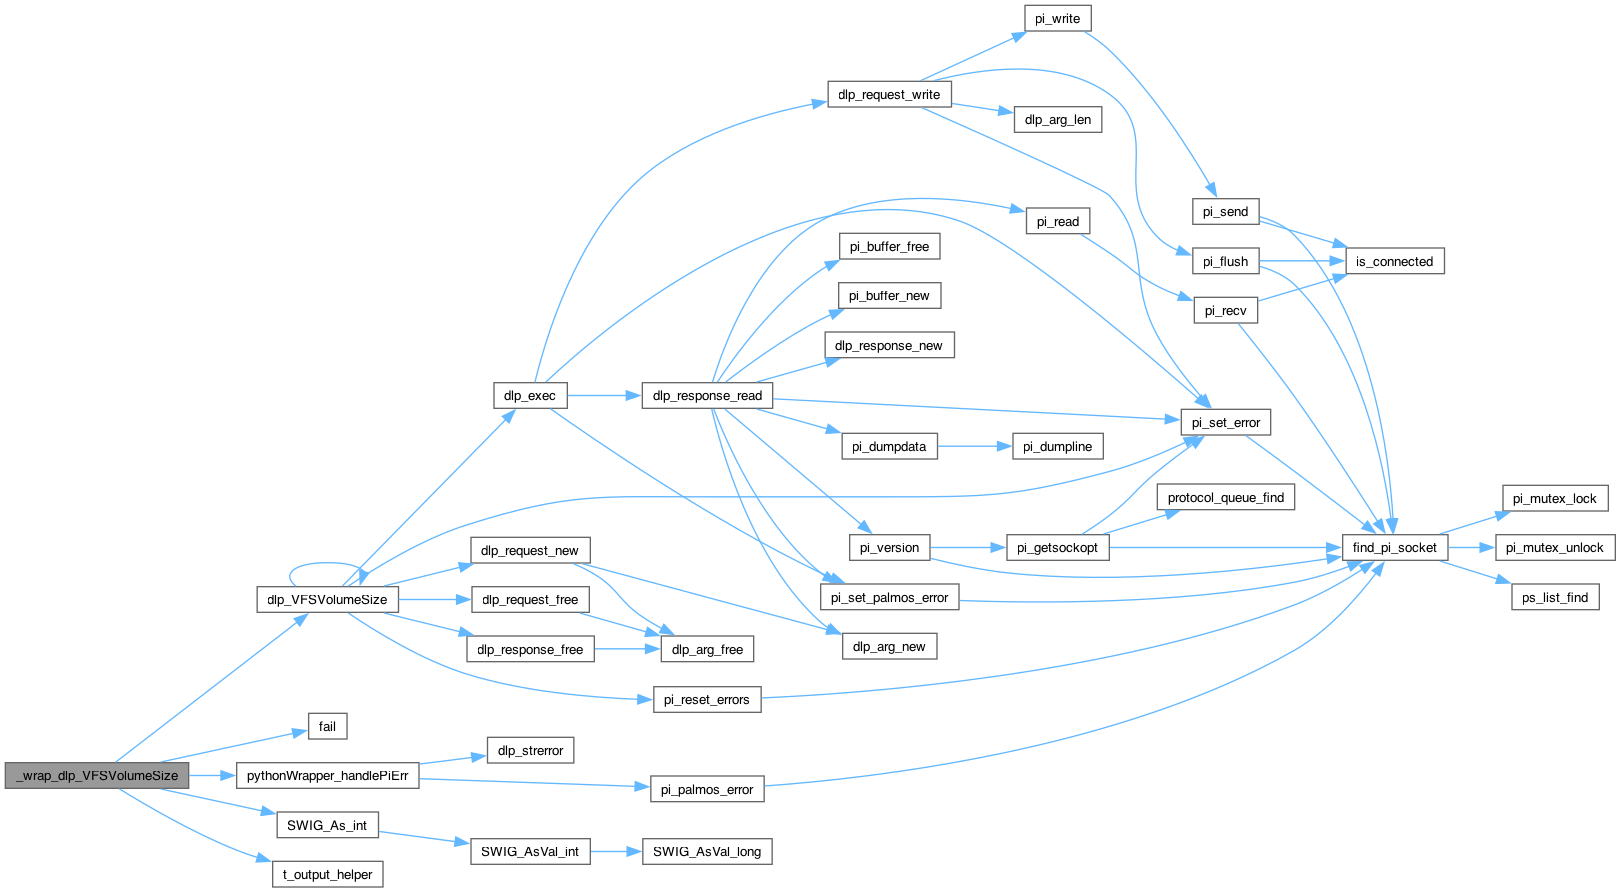 pi_write
dlp_request_write
dlp_arg_len
pi_send
pi_read
pi_buffer_free
pi_flush
is_connected
pi_buffer_new
pi_recv
dlp_response_new
dlp_exec
dlp_response_read
pi_set_error
pi_dumpdata
pi_dumpline
protocol_queue_find
pi_mutex_lock
dlp_request_new
pi_version
pi_getsockopt
find_pi_socket
pi_mutex_unlock
dlp_VFSVolumeSize
dlp_request_free
pi_set_palmos_error
ps_list_find
dlp_response_free
dlp_arg_free
dlp_arg_new
pi_reset_errors
fail
dlp_strerror
_wrap_dlp_VFSVolumeSize
pythonWrapper_handlePiErr
pi_palmos_error
SWIG_As_int
SWIG_AsVal_int
SWIG_AsVal_long
t_output_helper